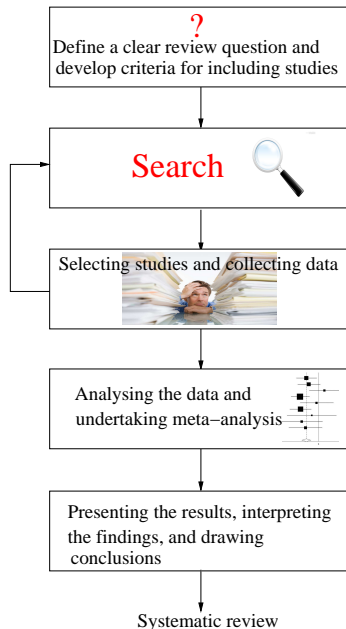 ?
Define a clear review question and
develop criteria for including studies
Search
Selecting studies and collecting data
Analysing the data and
undertaking meta−analysis
Presenting the results, interpreting
the findings, and drawing
conclusions
Systematic review